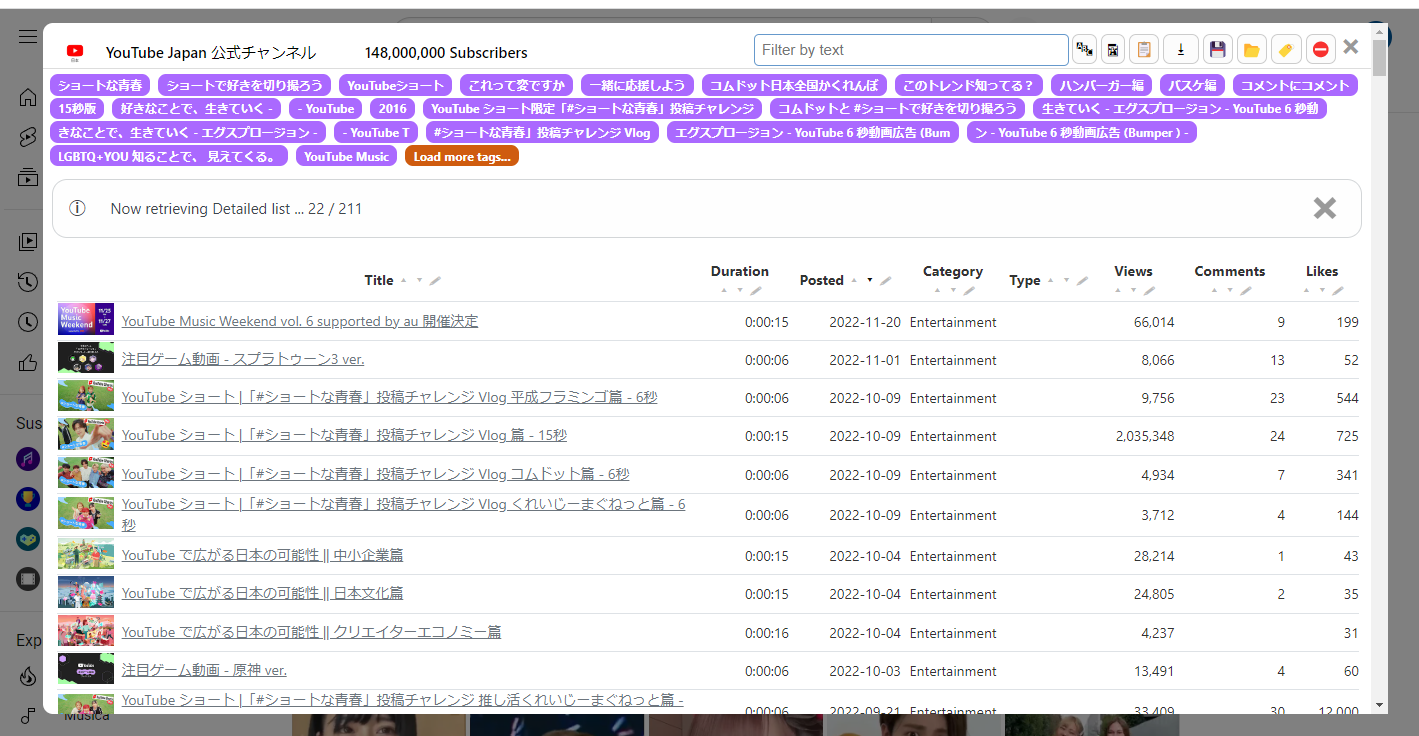 YouTube Japan 公式チャンネル 148,000,000 Subscribers Filter by text
ショートな青春 ショートで好きを切り撮ろう YouTubeショート これって変ですか 一緒に応援しよう コムドット日本全国かくれんぼ このトレンド知ってる？ ハンバーガー編 バスケ編 コメントにコメント
15秒版 好きなことで、生きていく - - YouTube 2016 YouTube ショート限定「#ショートな青春」投稿チャレンジ コムドットと #ショートで好きを切り撮ろう 生きていく - エグスプロージョン - YouTube 6 秒動
きなことで、生きていく - エグスプロージョン - - YouTube T #ショートな青春」投稿チャレンジ Vlog エグスプロージョン - YouTube 6 秒動画広告 (Bum ン - YouTube 6 秒動画広告 (Bumper ) -
LGBTQ+YOU 知ることで、 見えてくる。 YouTube Music Load more tags...
Now retrieving Detailed list ... 22 / 211
Title Duration Posted Category Type Views Comments Likes
YouTube Music Weekend vol. 6 supported by au 開催決定 0:00:15 2022-11-20 Entertainment 66,014 9 199
注目ゲーム動画 - スプラトゥーン3 ver. 0:00:06 2022-11-01 Entertainment 8,066 13 52
YouTube ショート |「#ショートな青春」投稿チャレンジ Vlog 平成フラミンゴ篇 - 6秒 0:00:06 2022-10-09 Entertainment 9,756 23 544
YouTube ショート |「#ショートな青春」投稿チャレンジ Vlog 篇 - 15秒 0:00:15 2022-10-09 Entertainment 2,035,348 24 725
YouTube ショート |「#ショートな青春」投稿チャレンジ Vlog コムドット篇 - 6秒 0:00:06 2022-10-09 Entertainment 4,934 7 341
YouTube ショート |「#ショートな青春」投稿チャレンジ Vlog くれいじーまぐねっと篇 - 6
秒 0:00:06 2022-10-09 Entertainment 3,712 4 144
YouTube で広がる日本の可能性 || 中小企業篇 0:00:15 2022-10-04 Entertainment 28,214 1 43
YouTube で広がる日本の可能性 || 日本文化篇 0:00:15 2022-10-04 Entertainment 24,805 2 35
YouTube で広がる日本の可能性 || クリエイターエコノミー篇 0:00:16 2022-10-04 Entertainment 4,237 31
注目ゲーム動画 - 原神 ver. 0:00:06 2022-10-03 Entertainment 13,491 4 60
YouTube ショート |「#ショートな青春」投稿チャレンジ 推し活くれいじーまぐねっと篇 -
0:00:06 2022-09-21 Entertainment 33,409 30 12,000
Sus
Exp
Música